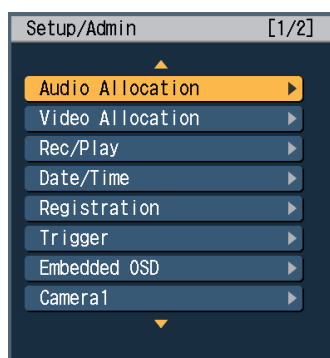 Setup/Admin [1/2]
Audio Allocation
Video Allocation
Rec/Play
Date/Time
Registration
Trigger
Embedded OSD
Camera1